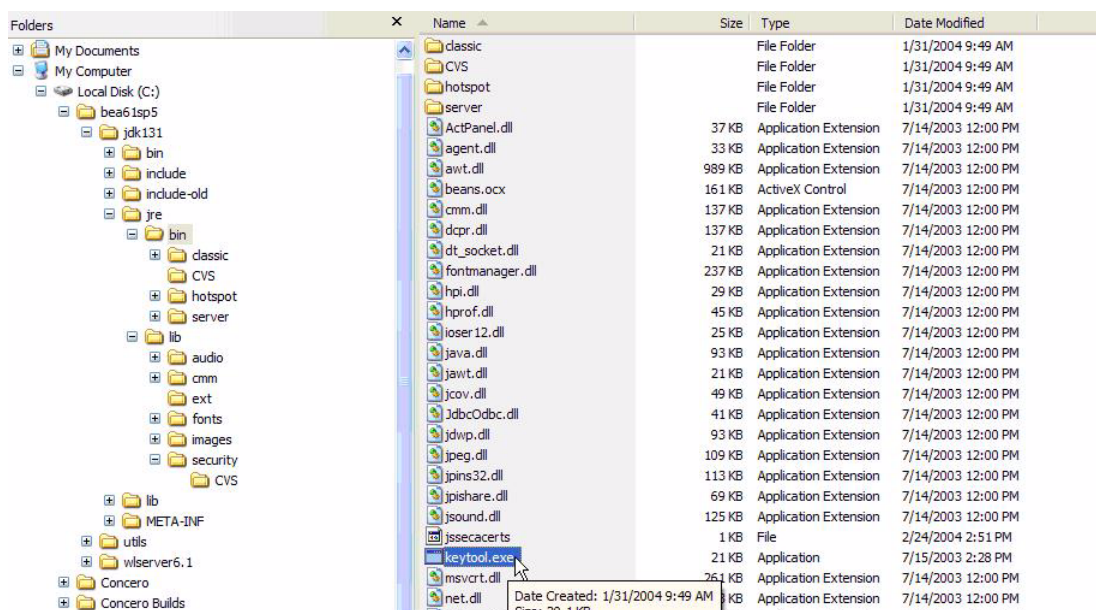 Folders
My Documents
My Computer
Local Disk (C:)
bea61sp5
jdk131
bin
include
include-old
jre
bin
classic
CVS
hotspot
server
lib
audio
cmm
ext
fonts
images
security
CVS
lib
META-INF
utils
wlserver6.1
Concero
Concero Builds
Name Size Type Date Modified
classic File Folder 1/31/2004 9:49 AM
CVS File Folder 1/31/2004 9:49 AM
hotspot File Folder 1/31/2004 9:49 AM
server File Folder 1/31/2004 9:49 AM
ActPanel.dll 37 KB Application Extension 7/14/2003 12:00 PM
agent.dll 33 KB Application Extension 7/14/2003 12:00 PM
awt.dll 989 KB Application Extension 7/14/2003 12:00 PM
beans.ocx 161 KB ActiveX Control 7/14/2003 12:00 PM
cmm.dll 137 KB Application Extension 7/14/2003 12:00 PM
dcpr.dll 137 KB Application Extension 7/14/2003 12:00 PM
dt_socket.dll 21 KB Application Extension 7/14/2003 12:00 PM
fontmanager.dll 237 KB Application Extension 7/14/2003 12:00 PM
hpi.dll 29 KB Application Extension 7/14/2003 12:00 PM
hprof.dll 45 KB Application Extension 7/14/2003 12:00 PM
ioser12.dll 25 KB Application Extension 7/14/2003 12:00 PM
java.dll 93 KB Application Extension 7/14/2003 12:00 PM
jawt.dll 21 KB Application Extension 7/14/2003 12:00 PM
jcov.dll 49 KB Application Extension 7/14/2003 12:00 PM
JdbcOdbc.dll 41 KB Application Extension 7/14/2003 12:00 PM
jdwp.dll 93 KB Application Extension 7/14/2003 12:00 PM
jpeg.dll 109 KB Application Extension 7/14/2003 12:00 PM
jpins32.dll 113 KB Application Extension 7/14/2003 12:00 PM
jpishare.dll 69 KB Application Extension 7/14/2003 12:00 PM
jsound.dll 125 KB Application Extension 7/14/2003 12:00 PM
jssecacerts 1 KB File 2/24/2004 2:51 PM
keytool.exe 21 KB Application 7/15/2003 2:28 PM
msvcrt.dll 261 KB Application Extension 7/14/2003 12:00 PM
net.dll KB Application Extension 7/14/2003 12:00 PM
Date Created: 1/31/2004 9:49 AM